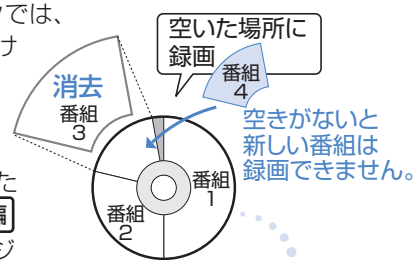 では、
け
空いた場所に
録画
番組
4
消去
番組
3
空きがないと
新しい番組は
録画できません。
番組
1
番組
2
た
編
ジ